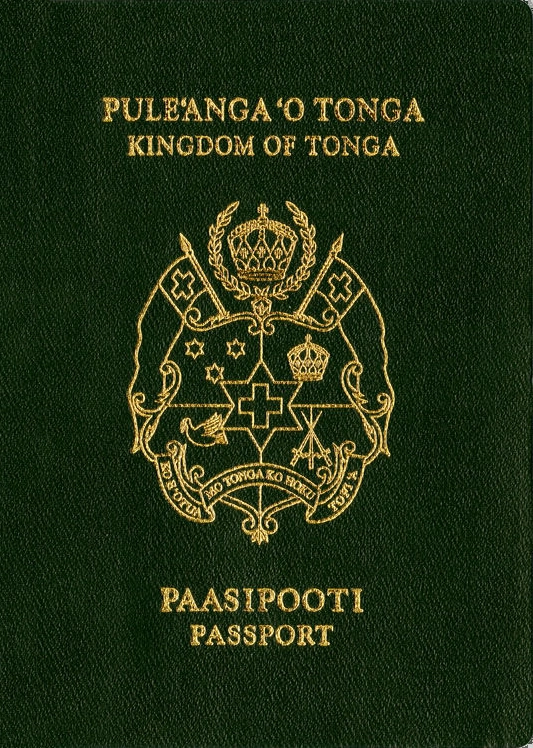 PULE‘ANGA ‘O TONGA
KINGDOM OF TONGA
KO E ‘OTUA MO TONGA KO HOKU TOFI ‘A
PAASIPOOTI
PASSPORT